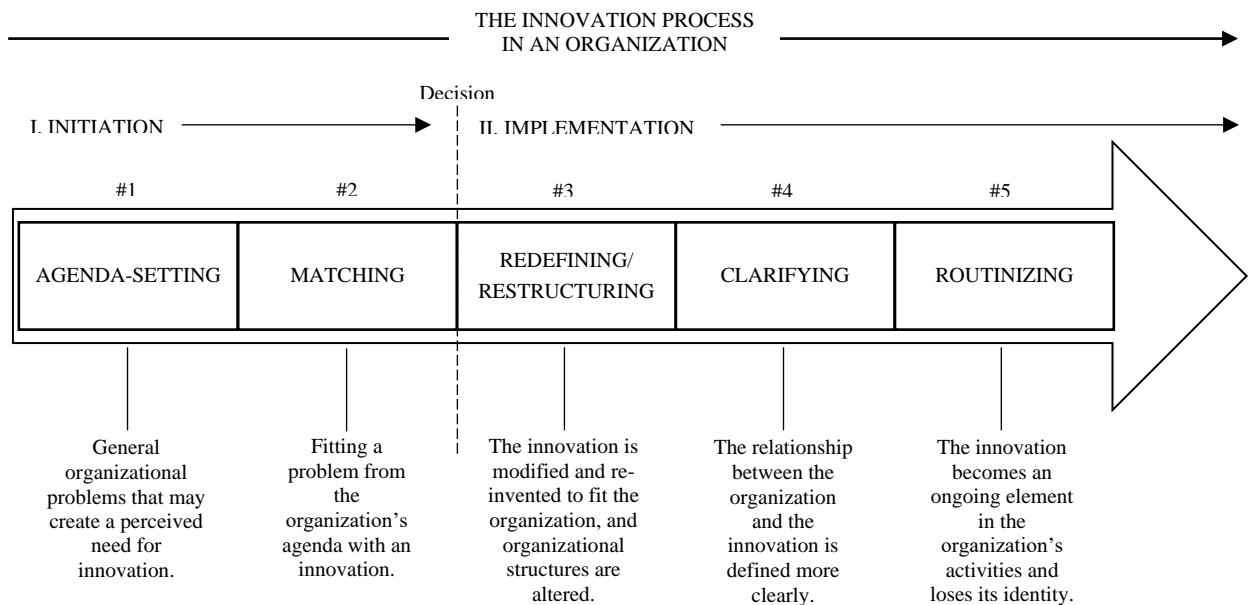 THE INNOVATION PROCESS
IN AN ORGANIZATION
Decision
I. INITIATION
II. IMPLEMENTATION
#1
#2
#3
#4
#5
AGENDA-SETTING
MATCHING
REDEFINING/
RESTRUCTURING
CLARIFYING
ROUTINIZING
General
organizational
problems that may
create a perceived
need for
innovation.
Fitting a
problem from
the
organization’s
agenda with an
innovation.
The innovation is
modified and re-
invented to fit the
organization, and
organizational
structures are
altered.
The relationship
between the
organization
and the
innovation is
defined more
clearly.
The innovation
becomes an
ongoing element
in the
organization’s
activities and
loses its identity.